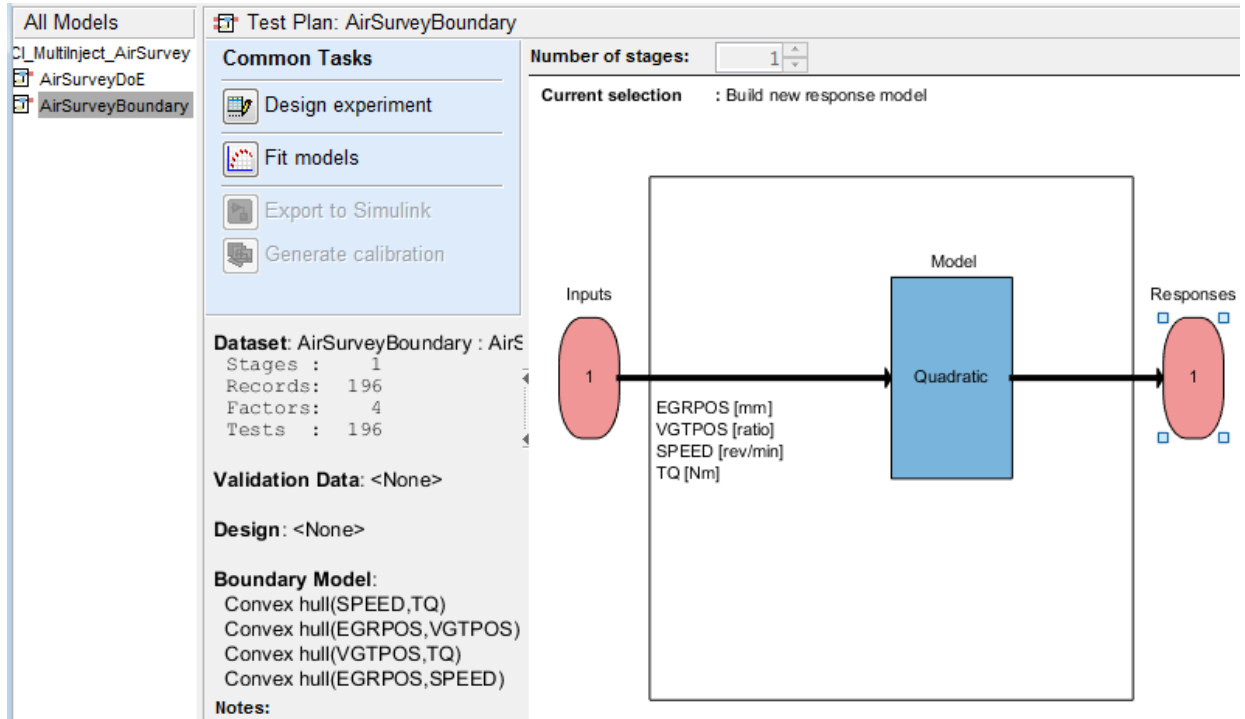 All Models
CI_MultiInject_AirSurvey
AirSurveyDoE
AirSurveyBoundary
Test Plan: AirSurveyBoundary
Common Tasks
Design experiment
Fit models
Export to Simulink
Generate calibration
Dataset: AirSurveyBoundary : AirS
Stages : 1
Records: 196
Factors: 4
Tests : 196
Validation Data: <None>
Design: <None>
Boundary Model:
Convex hull(SPEED,TQ)
Convex hull(EGRPOS,VGTPOS)
Convex hull(VGTPOS,TQ)
Convex hull(EGRPOS,SPEED)
Notes:
Number of stages: 1
Current selection : Build new response model
Inputs
1
EGRPOS [mm]
VGTPOS [ratio]
SPEED [rev/min]
TQ [Nm]
Model
Quadratic
Responses
1